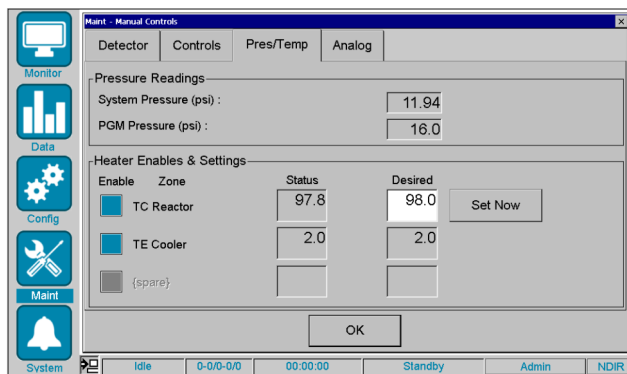 Maint - Manual Controls
Detector Controls Pres/Temp Analog
Monitor
Data
Config
Maint
System
Pressure Readings
System Pressure (psi) : 11.94
PGM Pressure (psi) : 16.0
Heater Enables & Settings
Enable Zone Status Desired
TC Reactor 97.8 98.0 Set Now
TE Cooler 2.0 2.0
{spare}
OK
Idle 0-0/0-0/0 00:00:00 Standby Admin NDIR